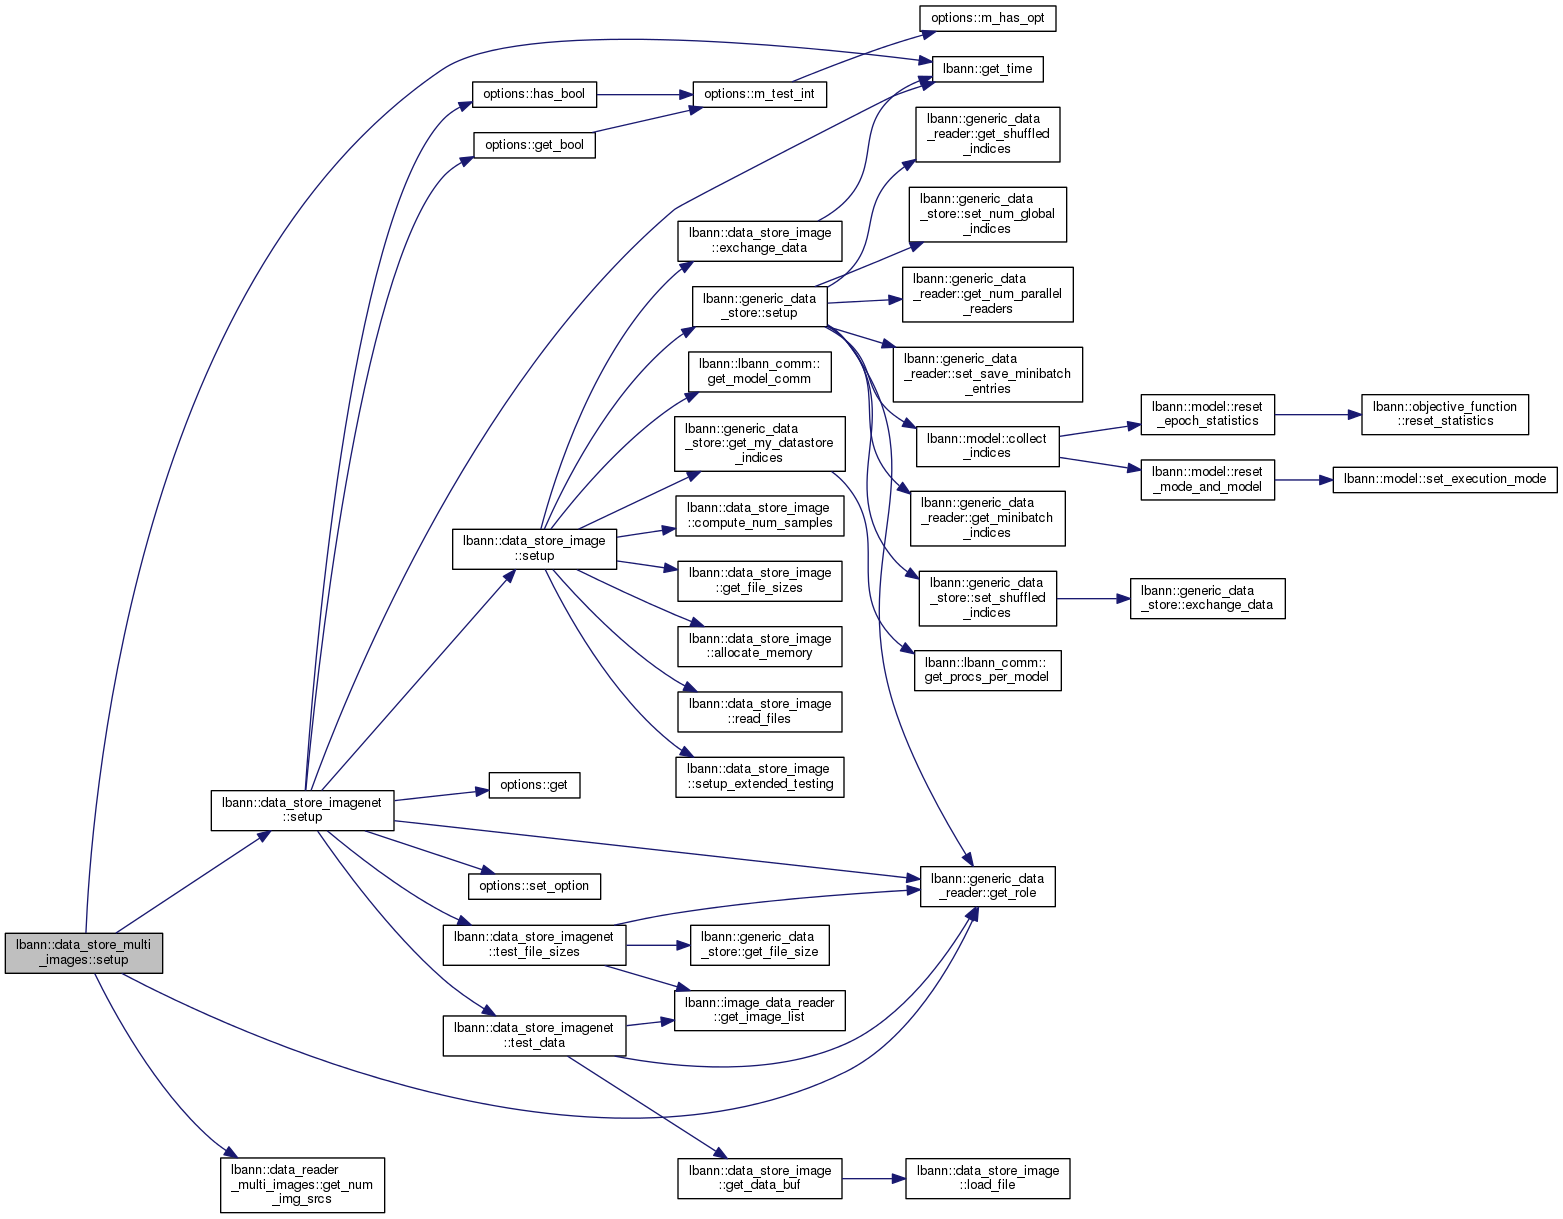 options::m_has_opt
lbann::get_time
options::has_bool
options::m_test_int
options::get_bool
lbann::generic_data
_reader::get_shuffled
_indices
lbann::generic_data
_store::set_num_global
_indices
lbann::data_store_image
::exchange_data
lbann::generic_data
_reader::get_num_parallel
_readers
lbann::generic_data
_store::setup
lbann::generic_data
_reader::set_save_minibatch
_entries
lbann::lbann_comm::
get_model_comm
lbann::model::reset
_epoch_statistics
lbann::objective_function
::reset_statistics
lbann::generic_data
_store::get_my_datastore
_indices
lbann::model::collect
_indices
lbann::model::reset
_mode_and_model
lbann::model::set_execution_mode
lbann::data_store_image
::compute_num_samples
lbann::generic_data
_reader::get_minibatch
_indices
lbann::data_store_image
::setup
lbann::data_store_image
::get_file_sizes
lbann::generic_data
_store::set_shuffled
_indices
lbann::generic_data
_store::exchange_data
lbann::data_store_image
::allocate_memory
lbann::lbann_comm::
get_procs_per_model
lbann::data_store_image
::read_files
lbann::data_store_image
::setup_extended_testing
options::get
lbann::data_store_imagenet
::setup
options::set_option
lbann::generic_data
_reader::get_role
lbann::data_store_multi
_images::setup
lbann::data_store_imagenet
::test_file_sizes
lbann::generic_data
_store::get_file_size
lbann::image_data_reader
::get_image_list
lbann::data_store_imagenet
::test_data
lbann::data_reader
_multi_images::get_num
_img_srcs
lbann::data_store_image
::get_data_buf
lbann::data_store_image
::load_file